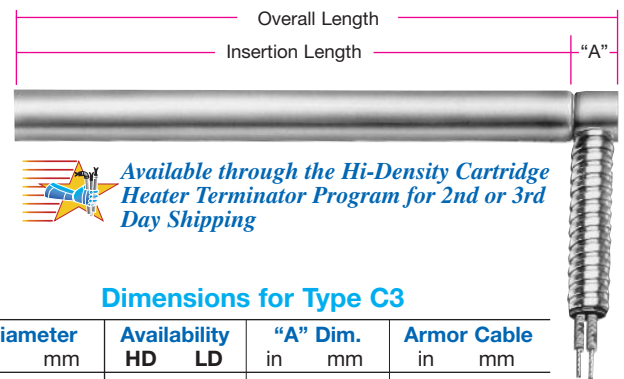 Overall Length
Insertion Length "A"
Available through the Hi-Density Cartridge
Heater Terminator Program for 2nd or 3rd
Day Shipping
Dimensions for Type C3
iameter Availability "A" Dim. Armor Cable
mm HD LD in mm in mm